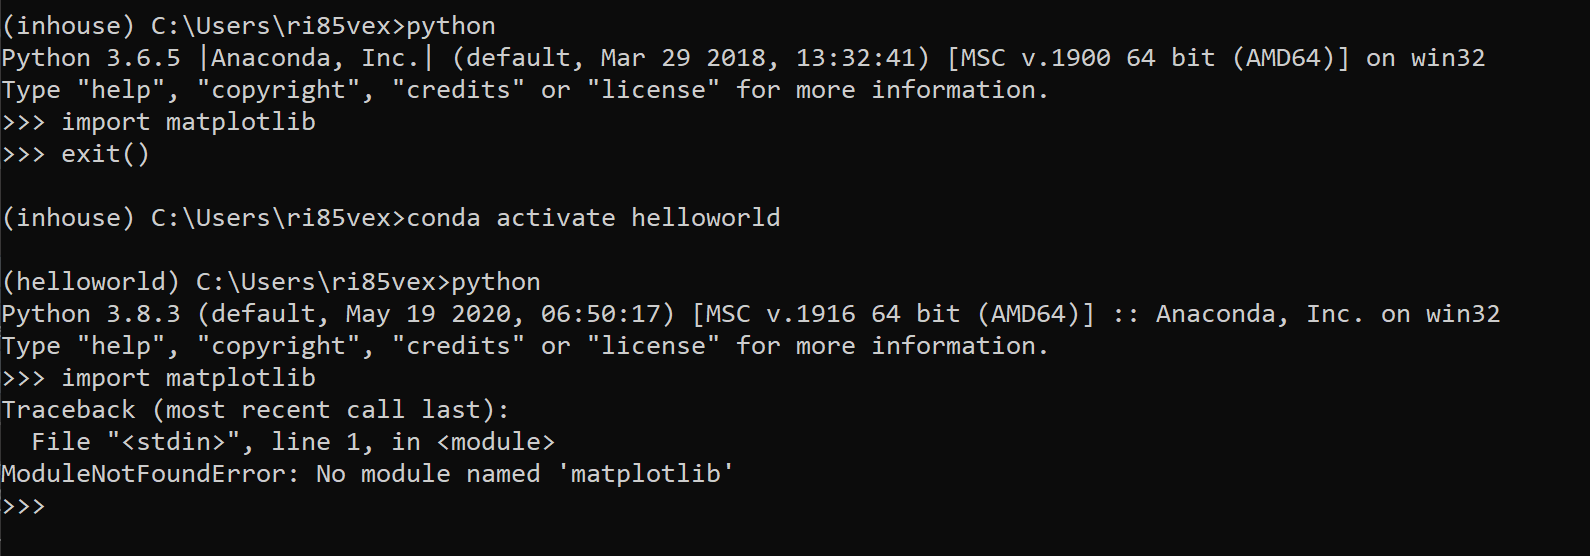 (inhouse) C:\Users\ri85vex>python
Python 3.6.5 |Anaconda, Inc.| (default, Mar 29 2018, 13:32:41) [MSC v.1900 64 bit (AMD64)] on win32
Type "help", "copyright", "credits" or "license" for more information.
>>> import matplotlib
>>> exit()
(inhouse) C:\Users\ri85vex>conda activate helloworld
(helloworld) C:\Users\ri85vex>python
Python 3.8.3 (default, May 19 2020, 06:50:17) [MSC v.1916 64 bit (AMD64)] :: Anaconda, Inc. on win32
Type "help", "copyright", "credits" or "license" for more information.
>>> import matplotlib
Traceback (most recent call last):
  File "<stdin>", line 1, in <module>
ModuleNotFoundError: No module named 'matplotlib'
>>>